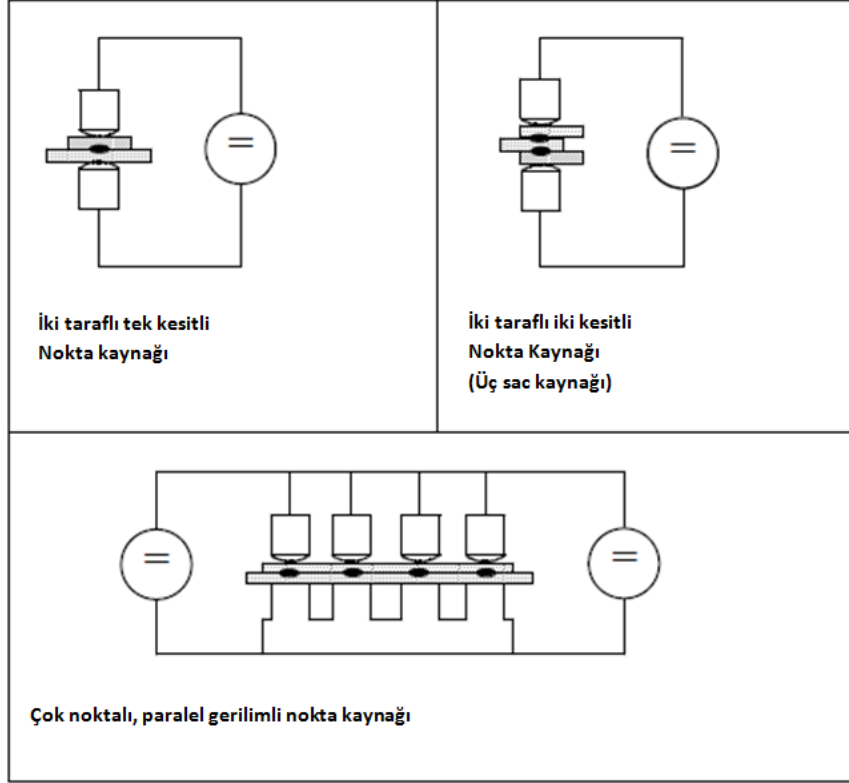 İki taraflı tek kesitli
Nokta kaynağı
İki taraflı iki kesitli
Nokta Kaynağı
(Üç sac kaynağı)
Çok noktalı, paralel gerilimli nokta kaynağı